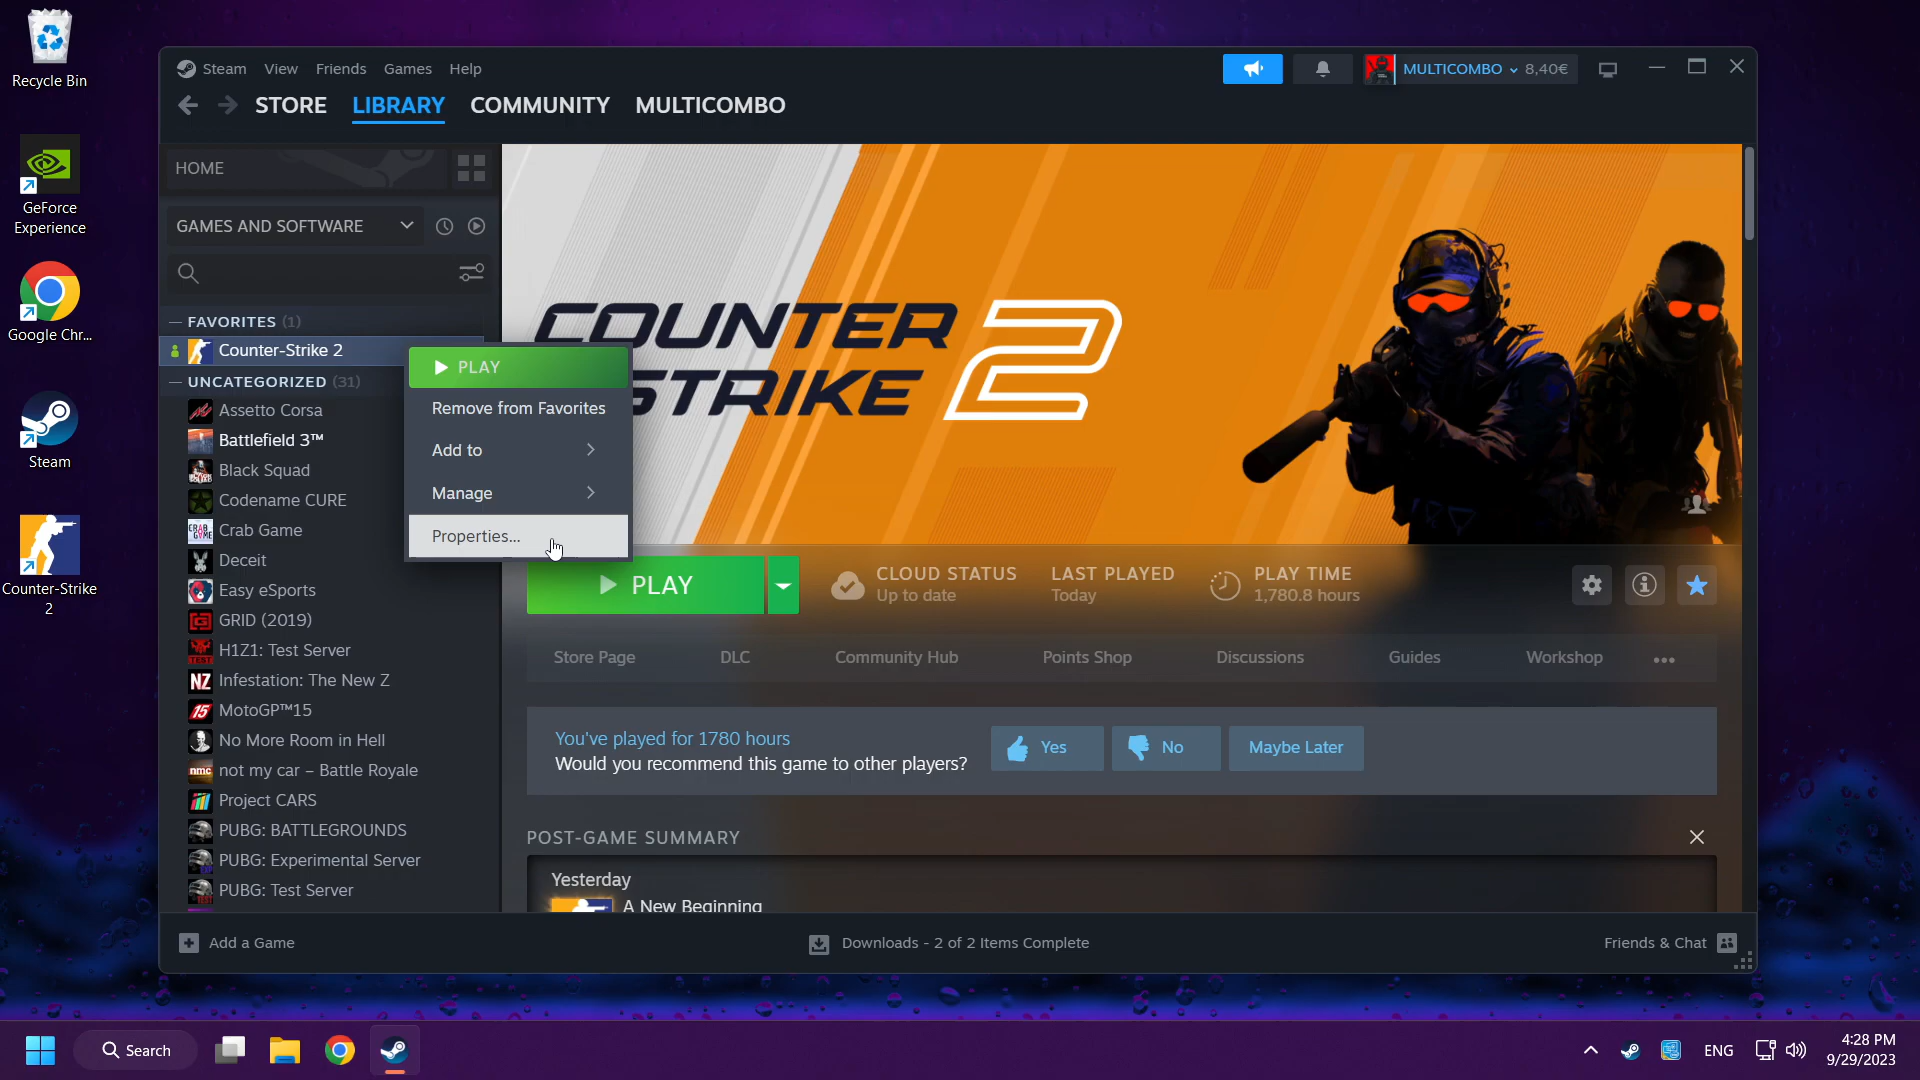 Recycle Bin
GeForce
Experience
Google Chr...
Steam
Counter-Strike
2
Steam View Friends Games Help
MULTICOMBO 8,40€
STORE LIBRARY COMMUNITY MULTICOMBO
HOME
GAMES AND SOFTWARE
— FAVORITES (1)
Counter-Strike 2
— UNCATEGORIZED (31)
Assetto Corsa
Battlefield 3™
Black Squad
Codename CURE
Crab Game
Deceit
Easy eSports
GRID (2019)
H1Z1: Test Server
Infestation: The New Z
MotoGP™15
No More Room in Hell
not my car – Battle Royale
Project CARS
PUBG: BATTLEGROUNDS
PUBG: Experimental Server
PUBG: Test Server
PLAY
Remove from Favorites
Add to
Manage
Properties...
COUNTER
STRIKE 2
PLAY
CLOUD STATUS
Up to date
LAST PLAYED
Today
PLAY TIME
1,780.8 hours
Store Page DLC Community Hub Points Shop Discussions Guides Workshop •••
You've played for 1780 hours
Would you recommend this game to other players?
Yes No Maybe Later
POST-GAME SUMMARY
Yesterday
A New Beginning
Add a Game
Downloads - 2 of 2 Items Complete
Friends & Chat
Search
ENG
4:28 PM
9/29/2023